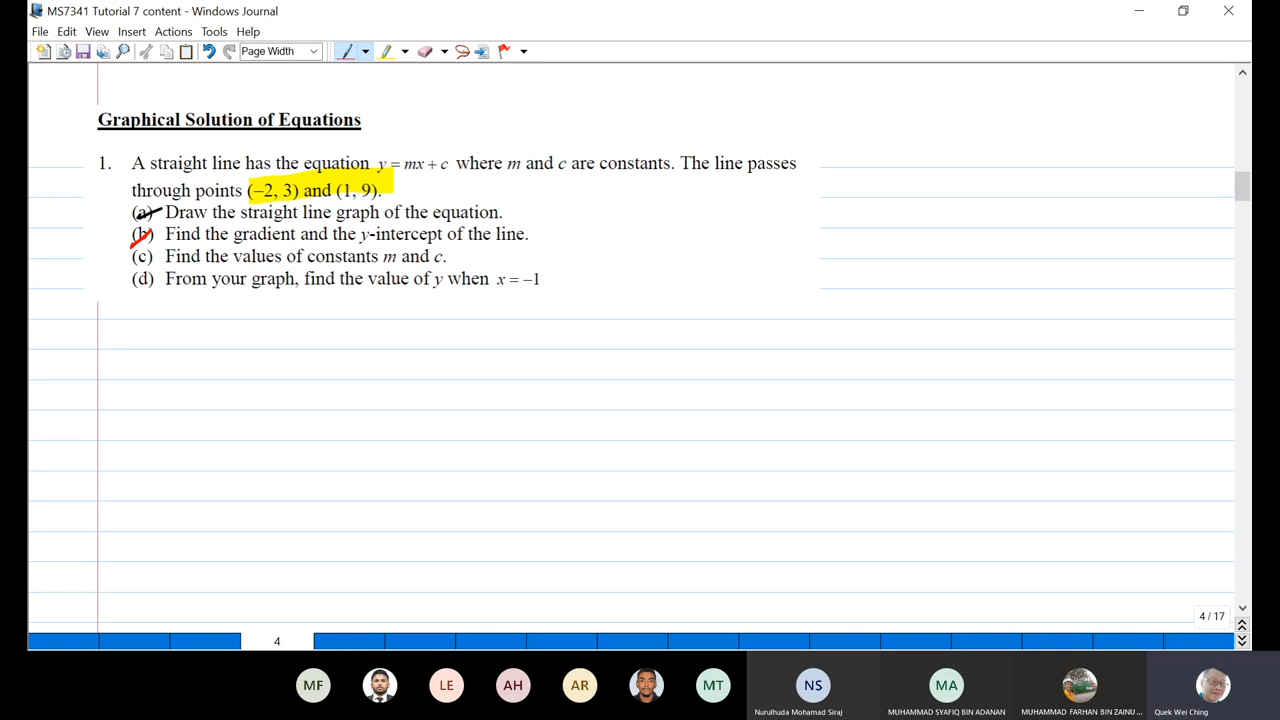 MS7341 Tutorial 7 content - Windows Journal
File Edit View Insert Actions Tools Help
Page Width
Graphical Solution of Equations
1. A straight line has the equation y = mx + c where m and c are constants. The line passes
through points (−2, 3) and (1, 9).
(a) Draw the straight line graph of the equation.
(b) Find the gradient and the y-intercept of the line.
(c) Find the values of constants m and c.
(d) From your graph, find the value of y when x = −1
4 / 17
4
MF LE AH AR MT NS MA
Nurulhuda Mohamad Siraj MUHAMMAD SYAFIQ BIN ADANAN MUHAMMAD FARHAN BIN ZAINU ... Quek Wei Ching